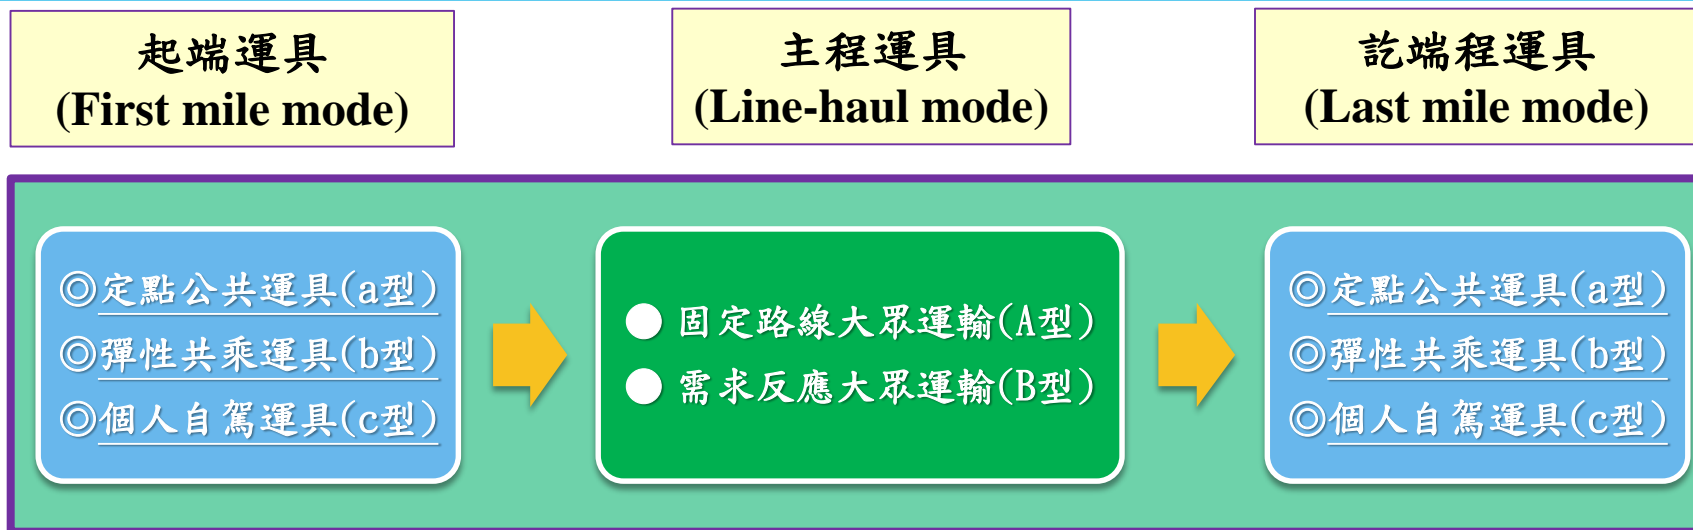 起端運具
(First mile mode)
主程運具
(Line-haul mode)
訖端程運具
(Last mile mode)
◎定點公共運具(a型)
◎彈性共乘運具(b型)
◎個人自駕運具(c型)
● 固定路線大眾運輸(A型)
● 需求反應大眾運輸(B型)
◎定點公共運具(a型)
◎彈性共乘運具(b型)
◎個人自駕運具(c型)